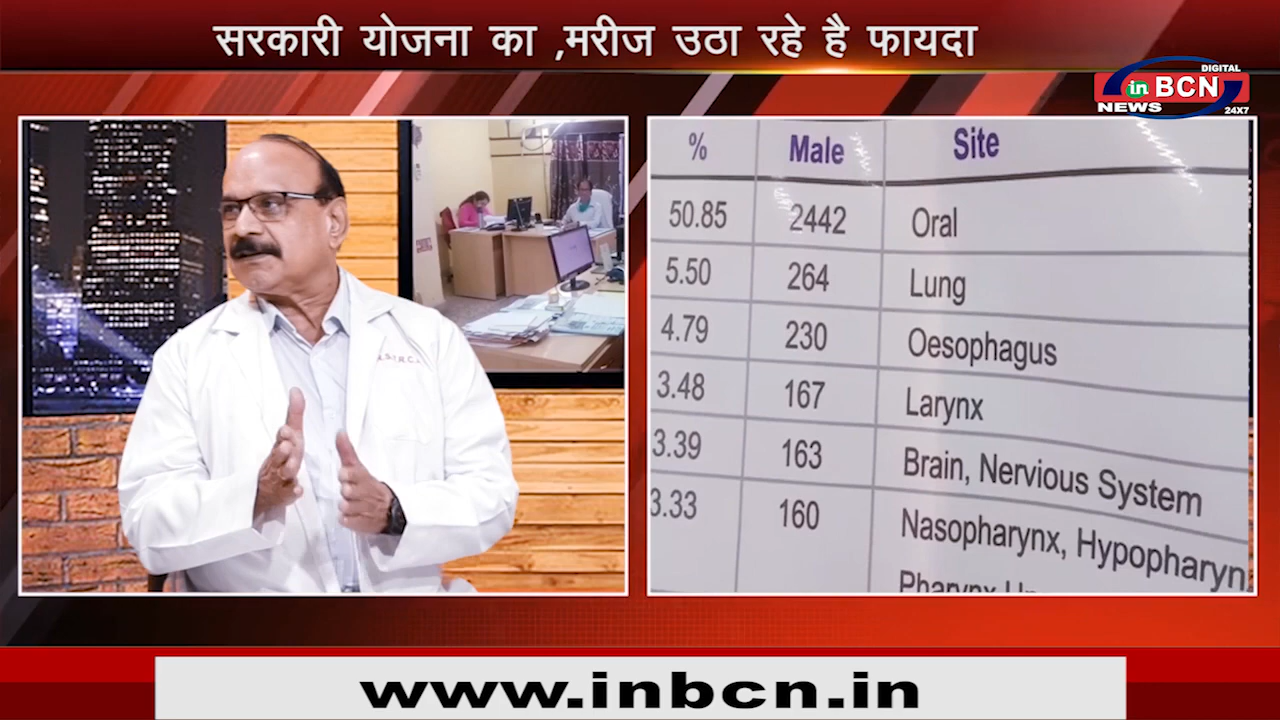 सरकारी योजना का ,मरीज उठा रहे है फायदा
DIGITAL
in BCN
NEWS 24X7
% Male Site
50.85 2442 Oral
5.50 264 Lung
4.79 230 Oesophagus
3.48 167 Larynx
3.39 163 Brain, Nervious System
3.33 160 Nasopharynx, Hypopharyn
www.inbcn.in